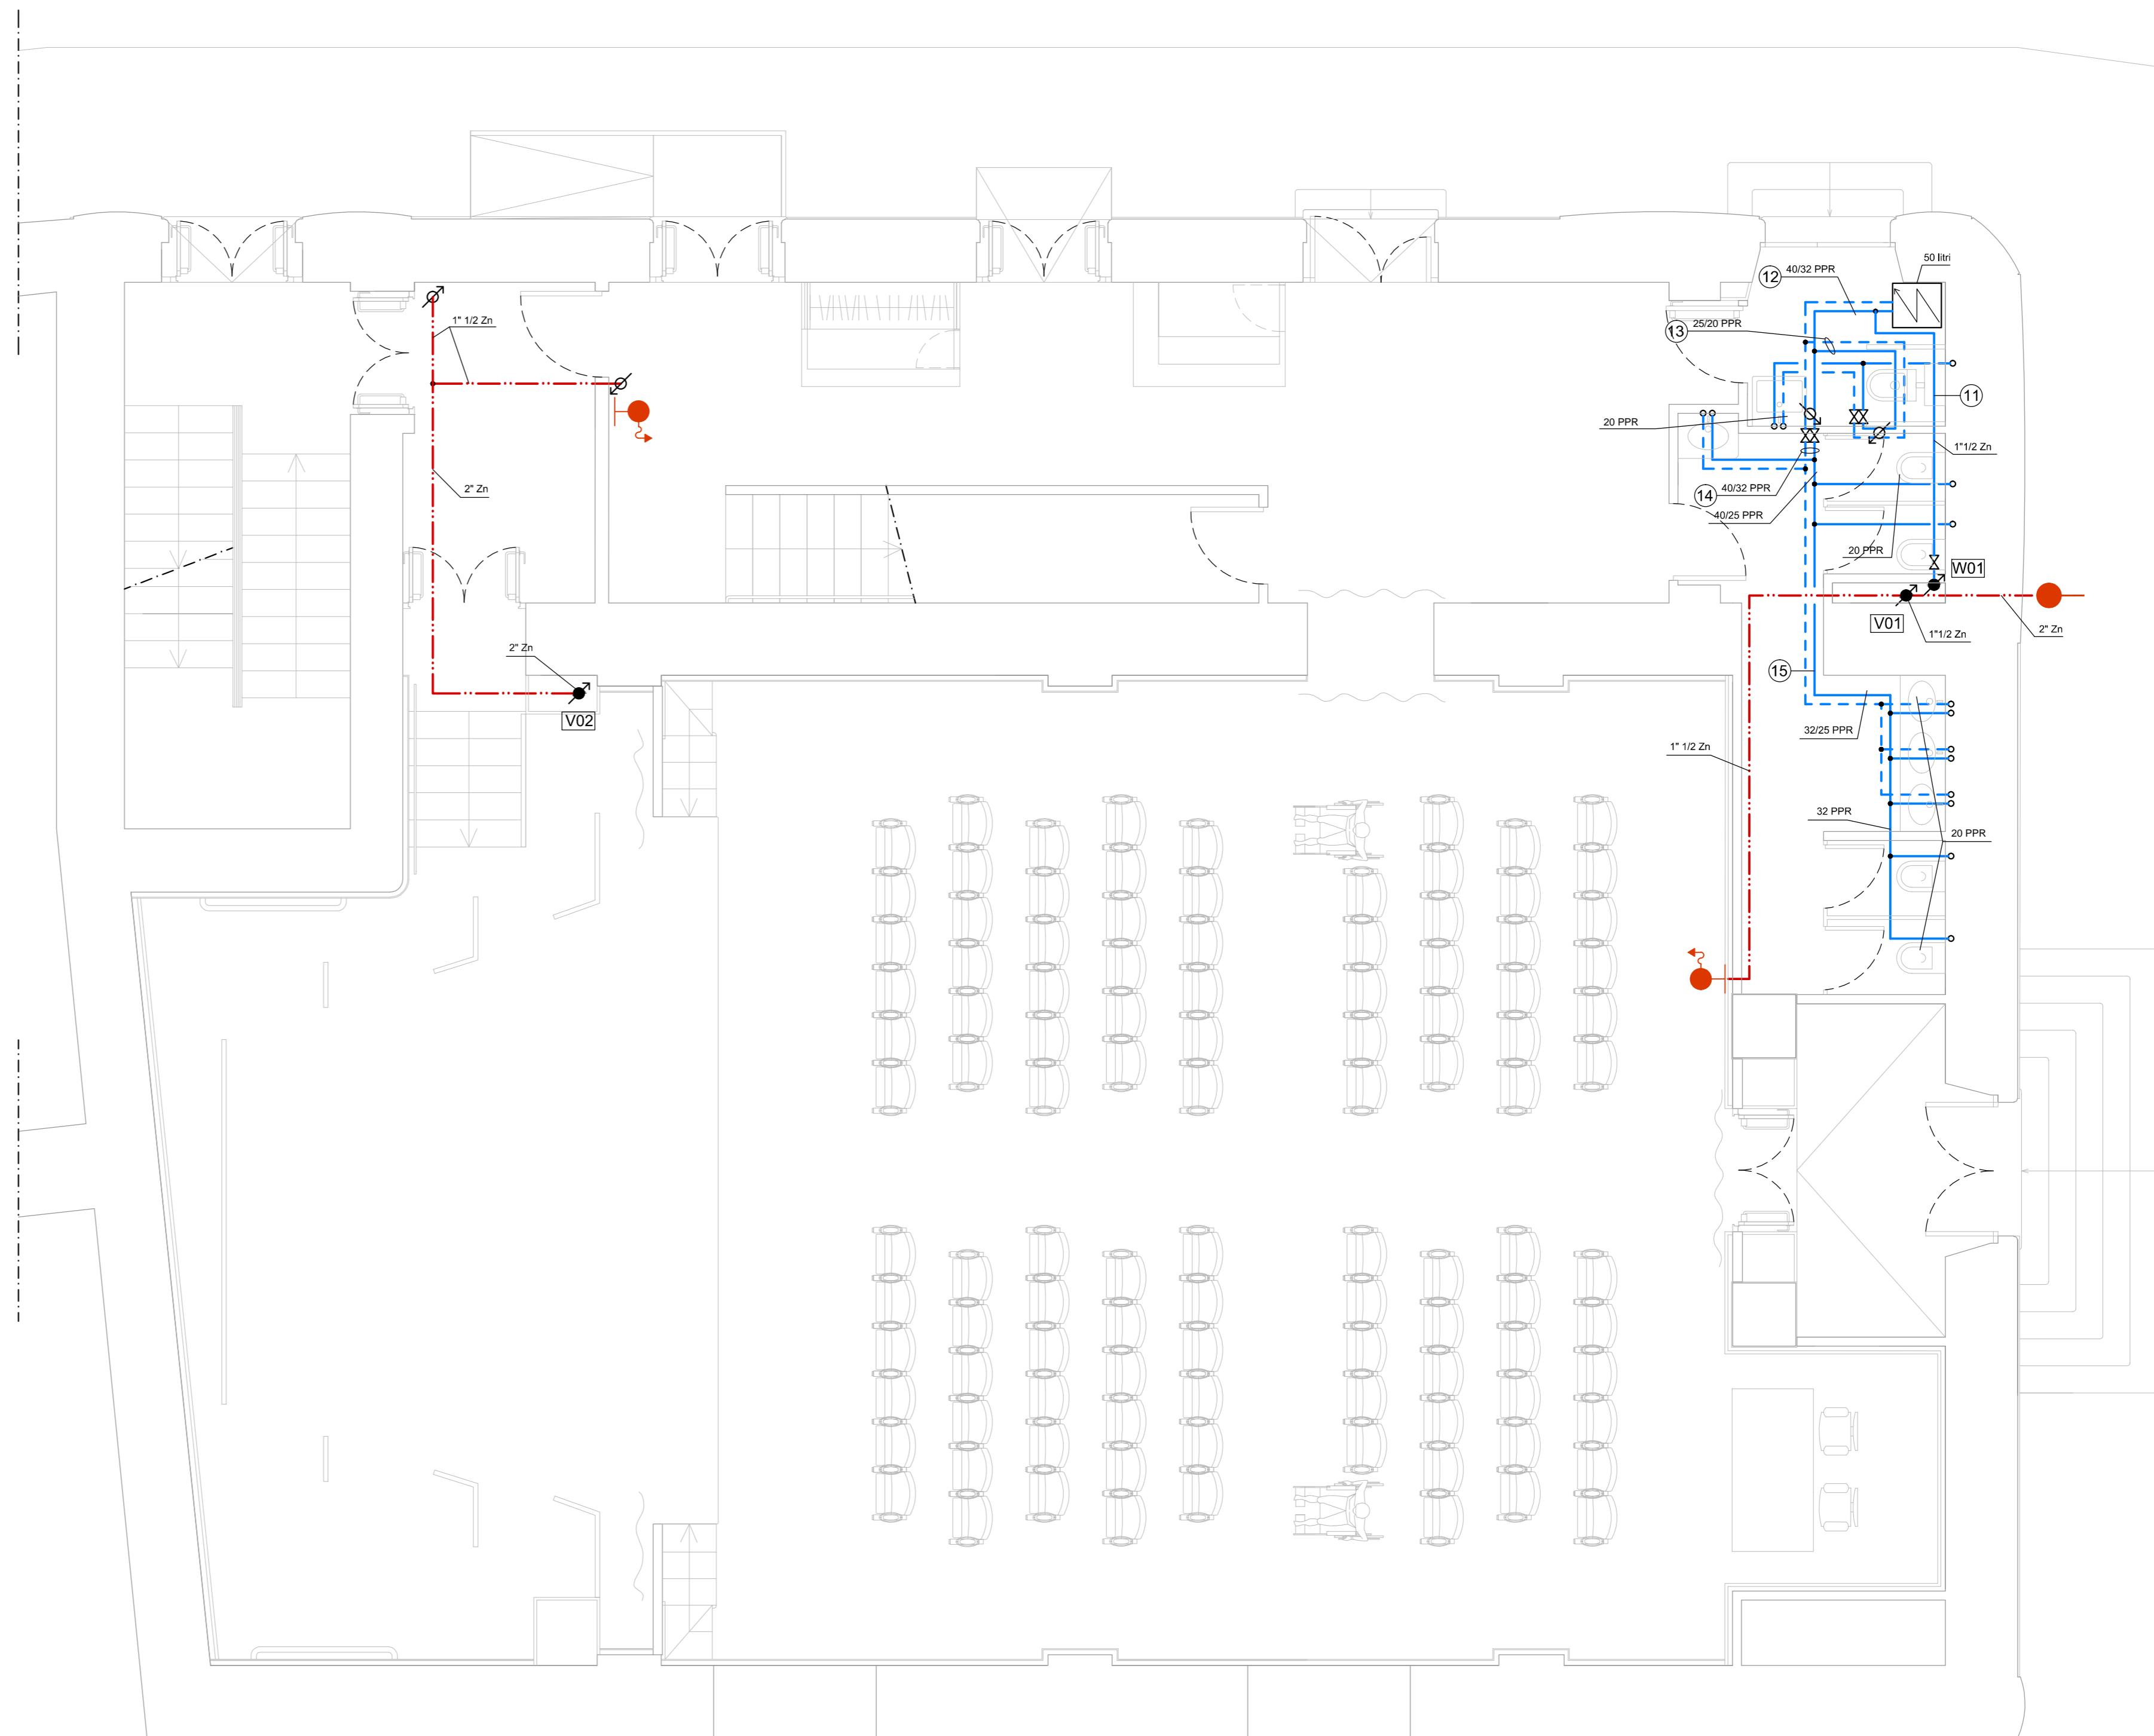 50 litri
12
40/32 PPR
1" 1/2 Zn
13
25/20 PPR
11
20 PPR
1"1/2 Zn
2" Zn
14
40/32 PPR
40/25 PPR
20 PPR
W01
V01
1"1/2 Zn
2" Zn
2" Zn
V02
15
32/25 PPR
1" 1/2 Zn
32 PPR
20 PPR